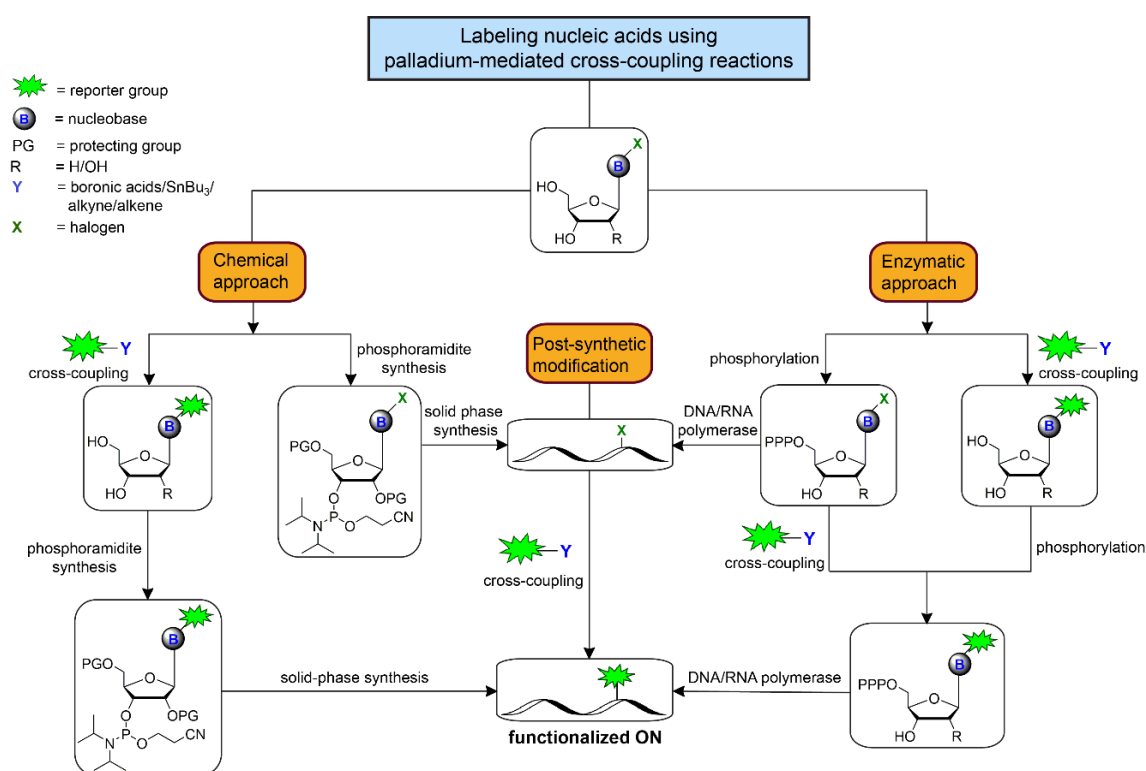 Labeling nucleic acids using
palladium-mediated cross-coupling reactions
= reporter group
B = nucleobase
PG = protecting group
R = H/OH
Y = boronic acids/SnBu₃/
alkyne/alkene
X = halogen
X
B
HO
O
HO
R
Chemical
approach
Enzymatic
approach
Post-synthetic
modification
Y
cross-coupling
phosphoramidite
synthesis
phosphorylation
Y
cross-coupling
B
HO
O
HO
R
X
B
PGO
O
O
OPG
P
N
O
CN
solid phase
synthesis
X
DNA/RNA
polymerase
X
B
PPPO
O
HO
R
B
HO
O
HO
R
phosphoramidite
synthesis
Y
cross-coupling
Y
cross-coupling
phosphorylation
B
PGO
O
O
OPG
P
N
O
CN
solid-phase synthesis
functionalized ON
DNA/RNA polymerase
B
PPPO
O
HO
R